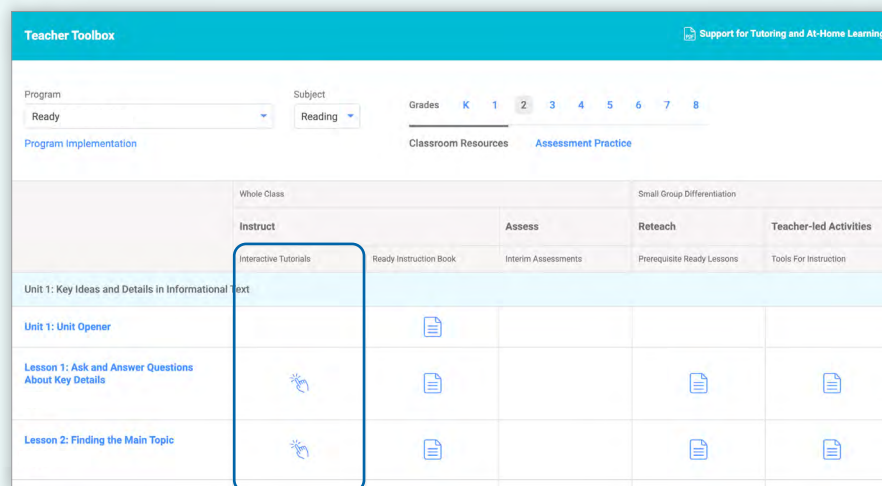 Teacher Toolbox
PDF Support for Tutoring and At-Home Learning
Program
Subject
Ready
Reading
Grades K 1 2 3 4 5 6 7 8
Program Implementation
Classroom Resources Assessment Practice
Whole Class
Small Group Differentiation
Instruct
Assess
Reteach
Teacher-led Activities
Interactive Tutorials
Ready Instruction Book
Interim Assessments
Prerequisite Ready Lessons
Tools For Instruction
Unit 1: Key Ideas and Details in Informational Text
Unit 1: Unit Opener
Lesson 1: Ask and Answer Questions
About Key Details
Lesson 2: Finding the Main Topic